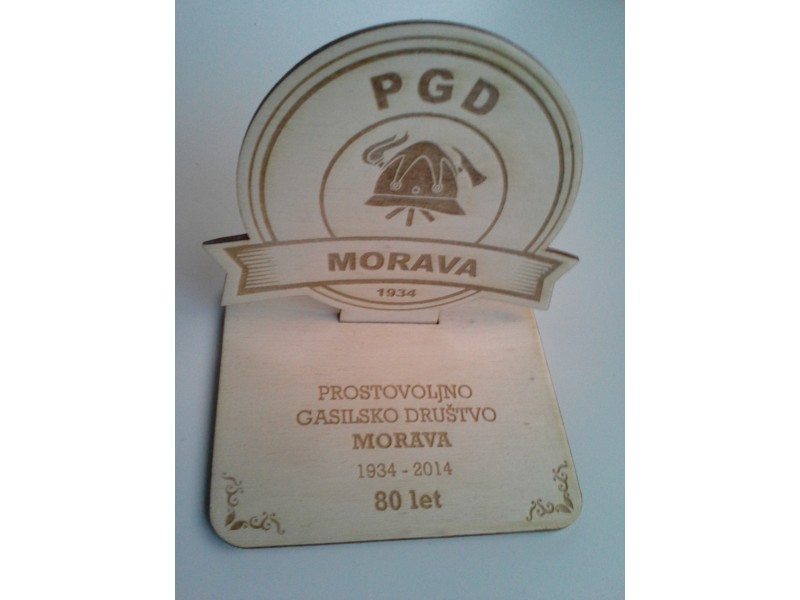 PGD
MORAVA
1934
PROSTOVOLJNO
GASILSKO DRUŠTVO
MORAVA
1934 - 2014
80 let